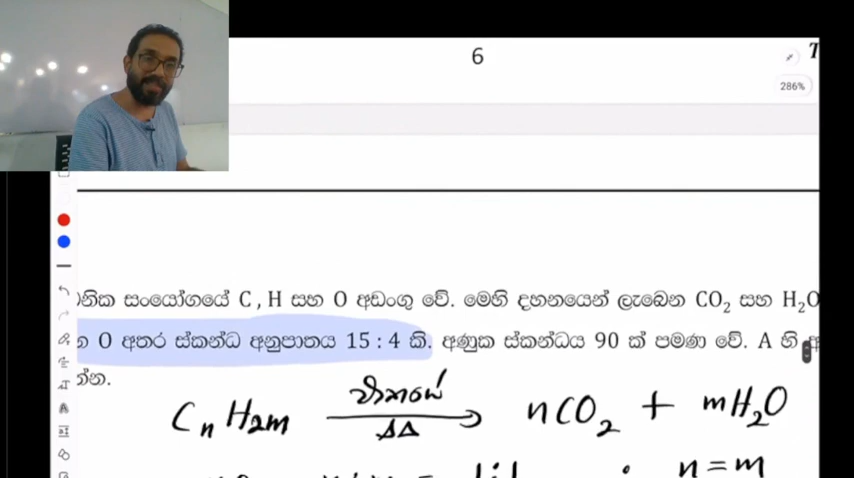 6
T
286%
නික සංයෝගයේ C , H සහ O අඩංගු වේ. මෙහි දහනයෙන් ලැබෙන CO₂ සහ H₂O
O අතර ස්කන්ධ අනුපාතය 15 : 4 කි. අණුක ස්කන්ධය 90 ක් පමණ වේ. A හි අ
න්න.
වාතයේ
CₙH₂ₘ → nCO₂ + mH₂O
ΔΔ
n = m